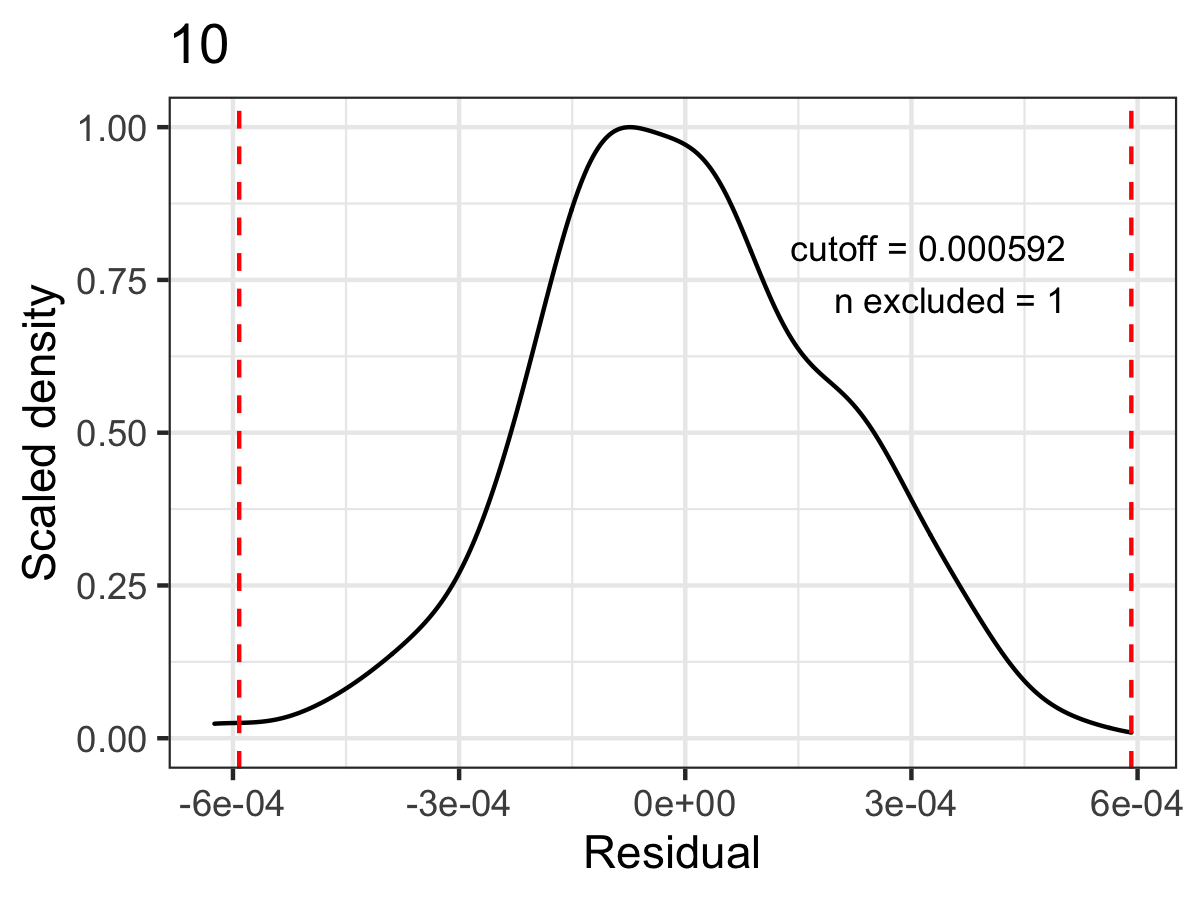 10
Scaled density
1.00
0.75
0.50
0.25
0.00
cutoff = 0.000592
n excluded = 1
-6e-04
-3e-04
0e+00
3e-04
6e-04
Residual